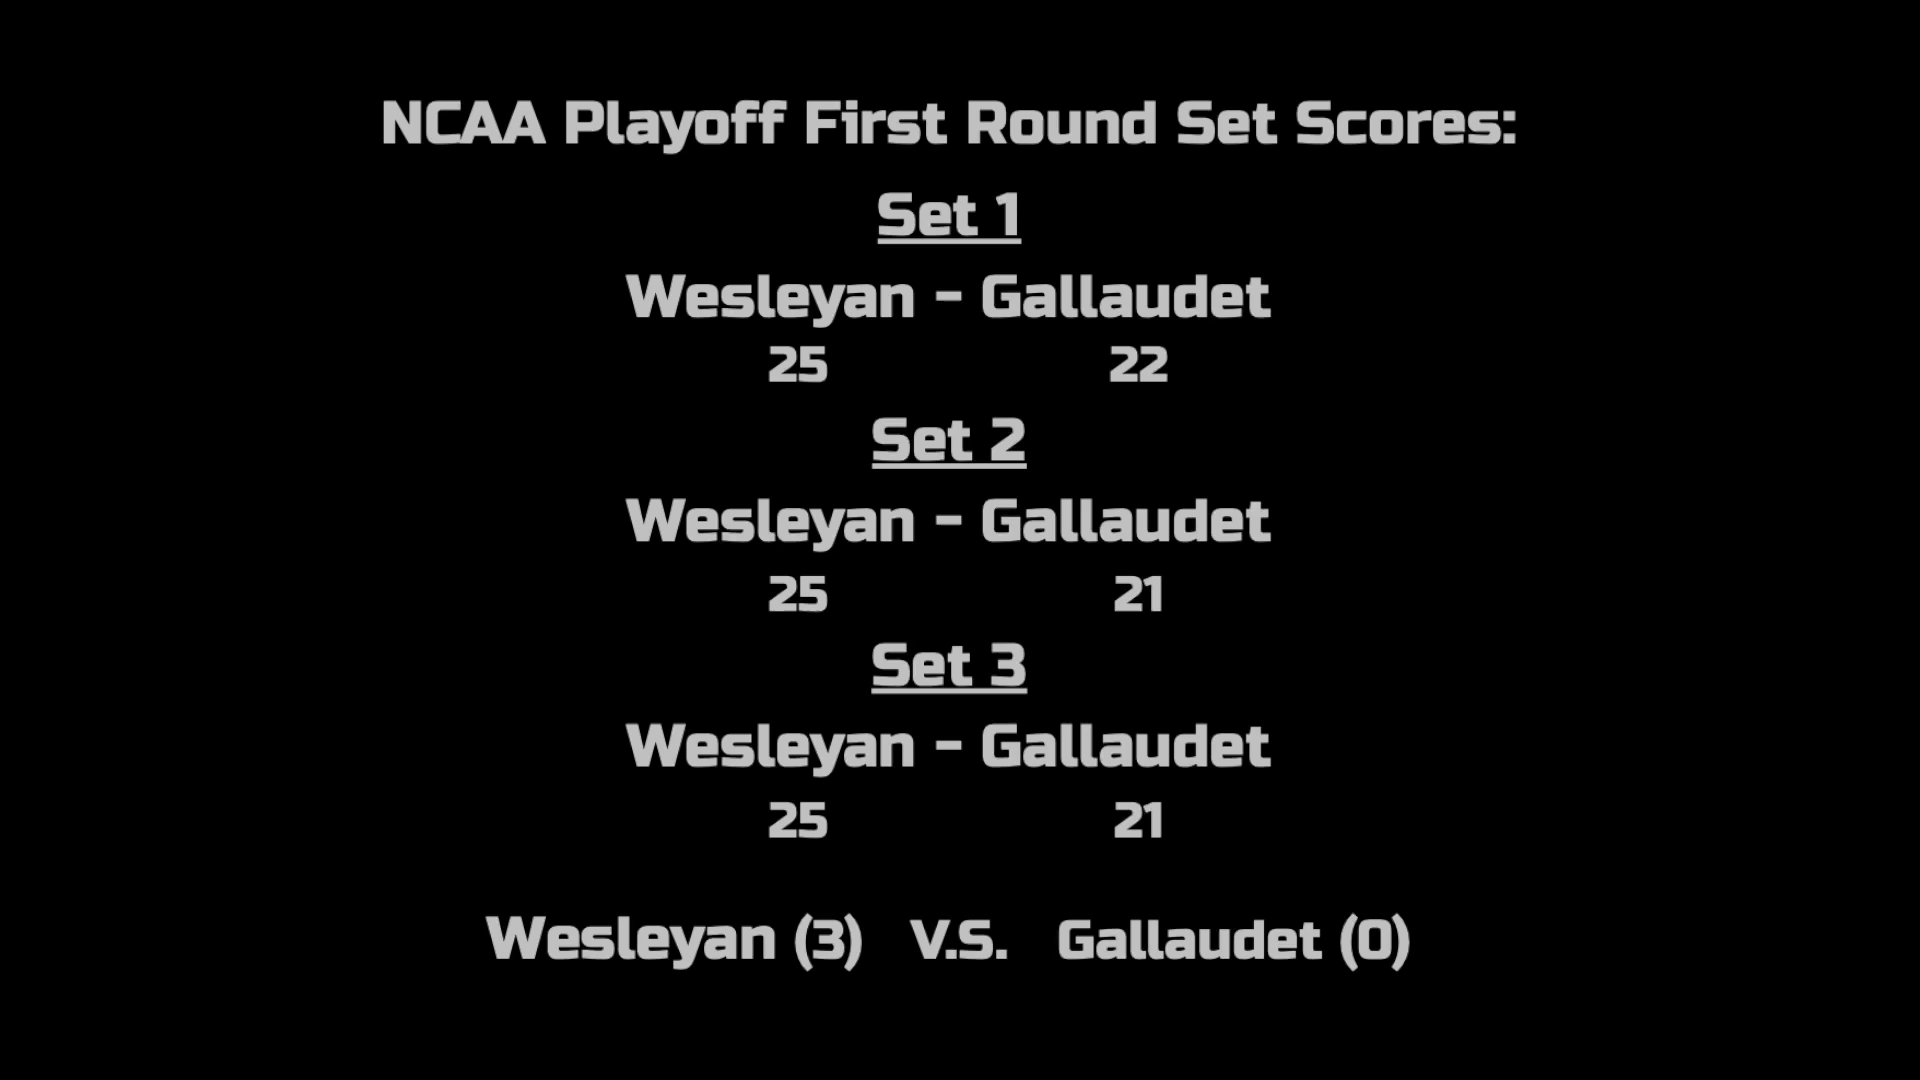 NCAA Playoff First Round Set Scores:
Set 1
Wesleyan - Gallaudet
25 22
Set 2
Wesleyan - Gallaudet
25 21
Set 3
Wesleyan - Gallaudet
25 21
Wesleyan (3) V.S. Gallaudet (0)